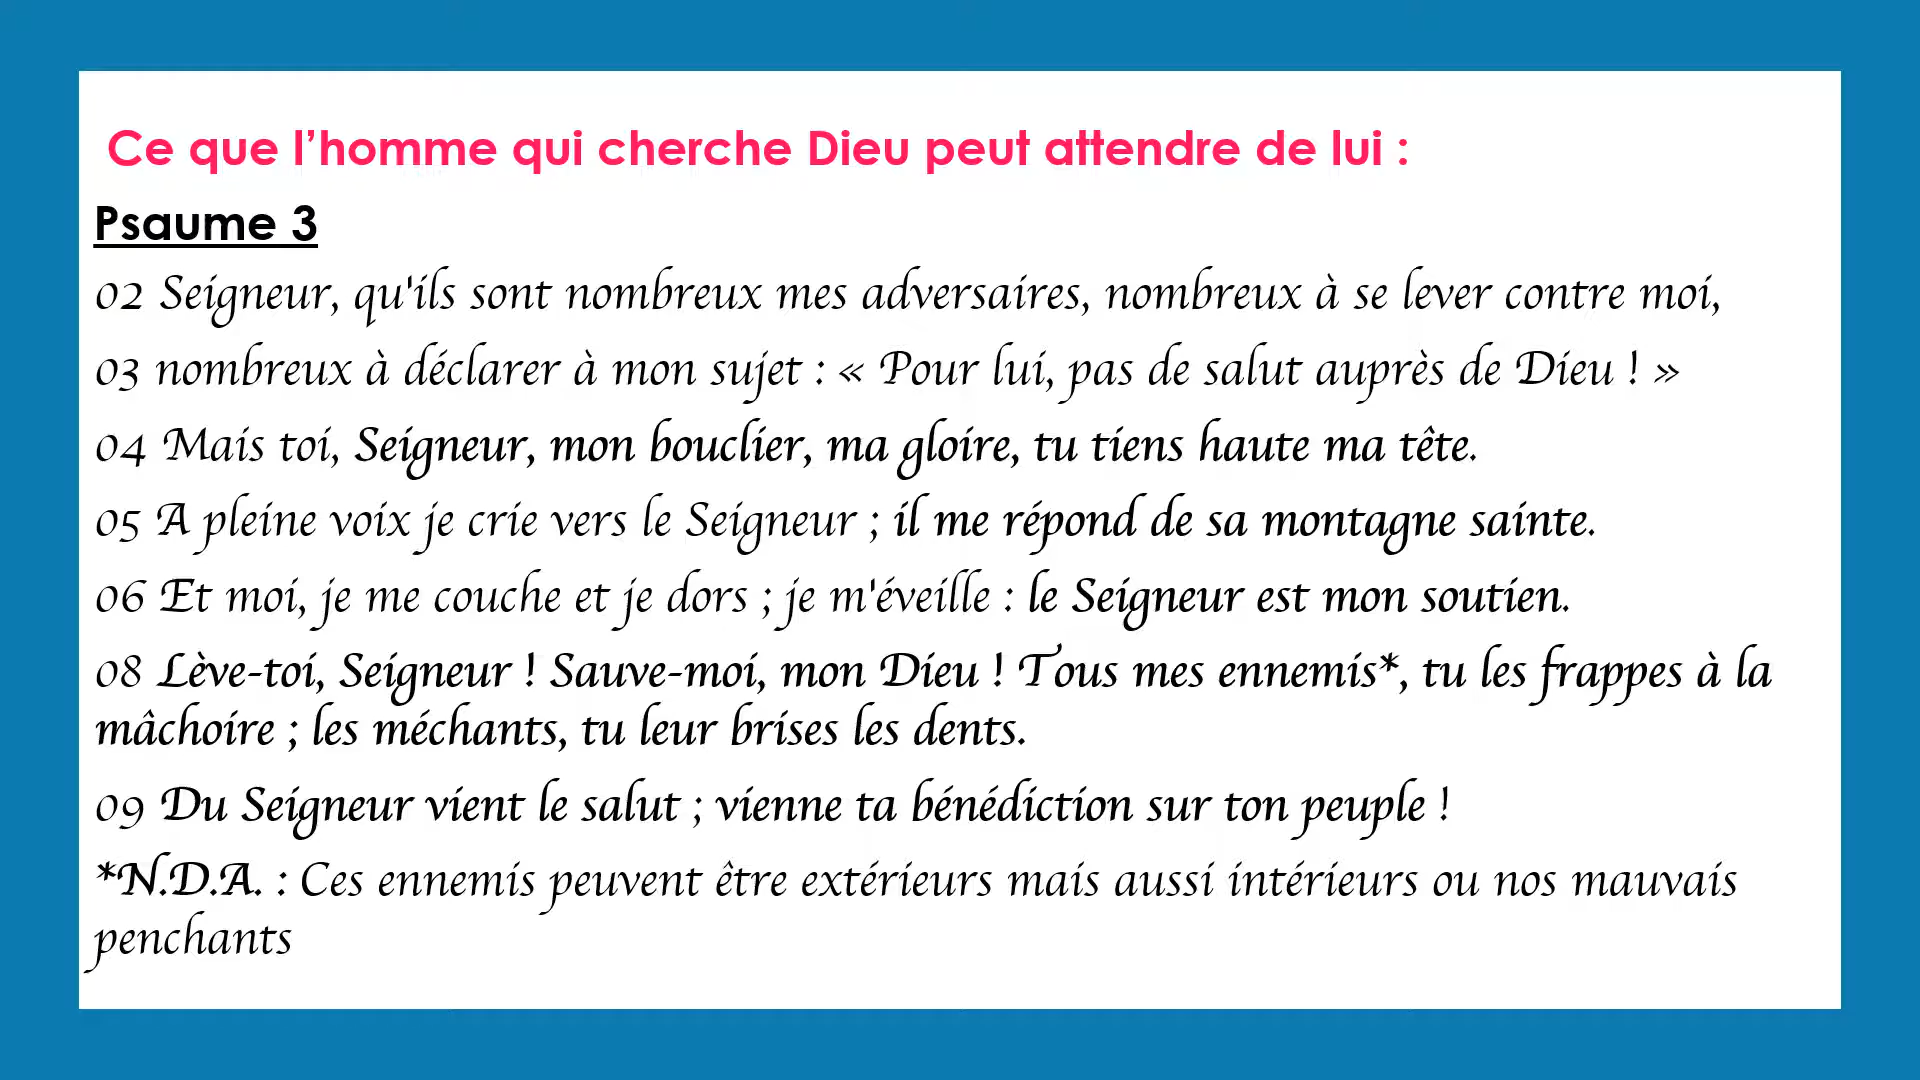 Ce que l’homme qui cherche Dieu peut attendre de lui :
Psaume 3
02 Seigneur, qu'ils sont nombreux mes adversaires, nombreux à se lever contre moi,
03 nombreux à déclarer à mon sujet : « Pour lui, pas de salut auprès de Dieu ! »
04 Mais toi, Seigneur, mon bouclier, ma gloire, tu tiens haute ma tête.
05 A pleine voix je crie vers le Seigneur ; il me répond de sa montagne sainte.
06 Et moi, je me couche et je dors ; je m'éveille : le Seigneur est mon soutien.
08 Lève-toi, Seigneur ! Sauve-moi, mon Dieu ! Tous mes ennemis*, tu les frappes à la
mâchoire ; les méchants, tu leur brises les dents.
09 Du Seigneur vient le salut ; vienne ta bénédiction sur ton peuple !
*N.D.A. : Ces ennemis peuvent être extérieurs mais aussi intérieurs ou nos mauvais
penchants